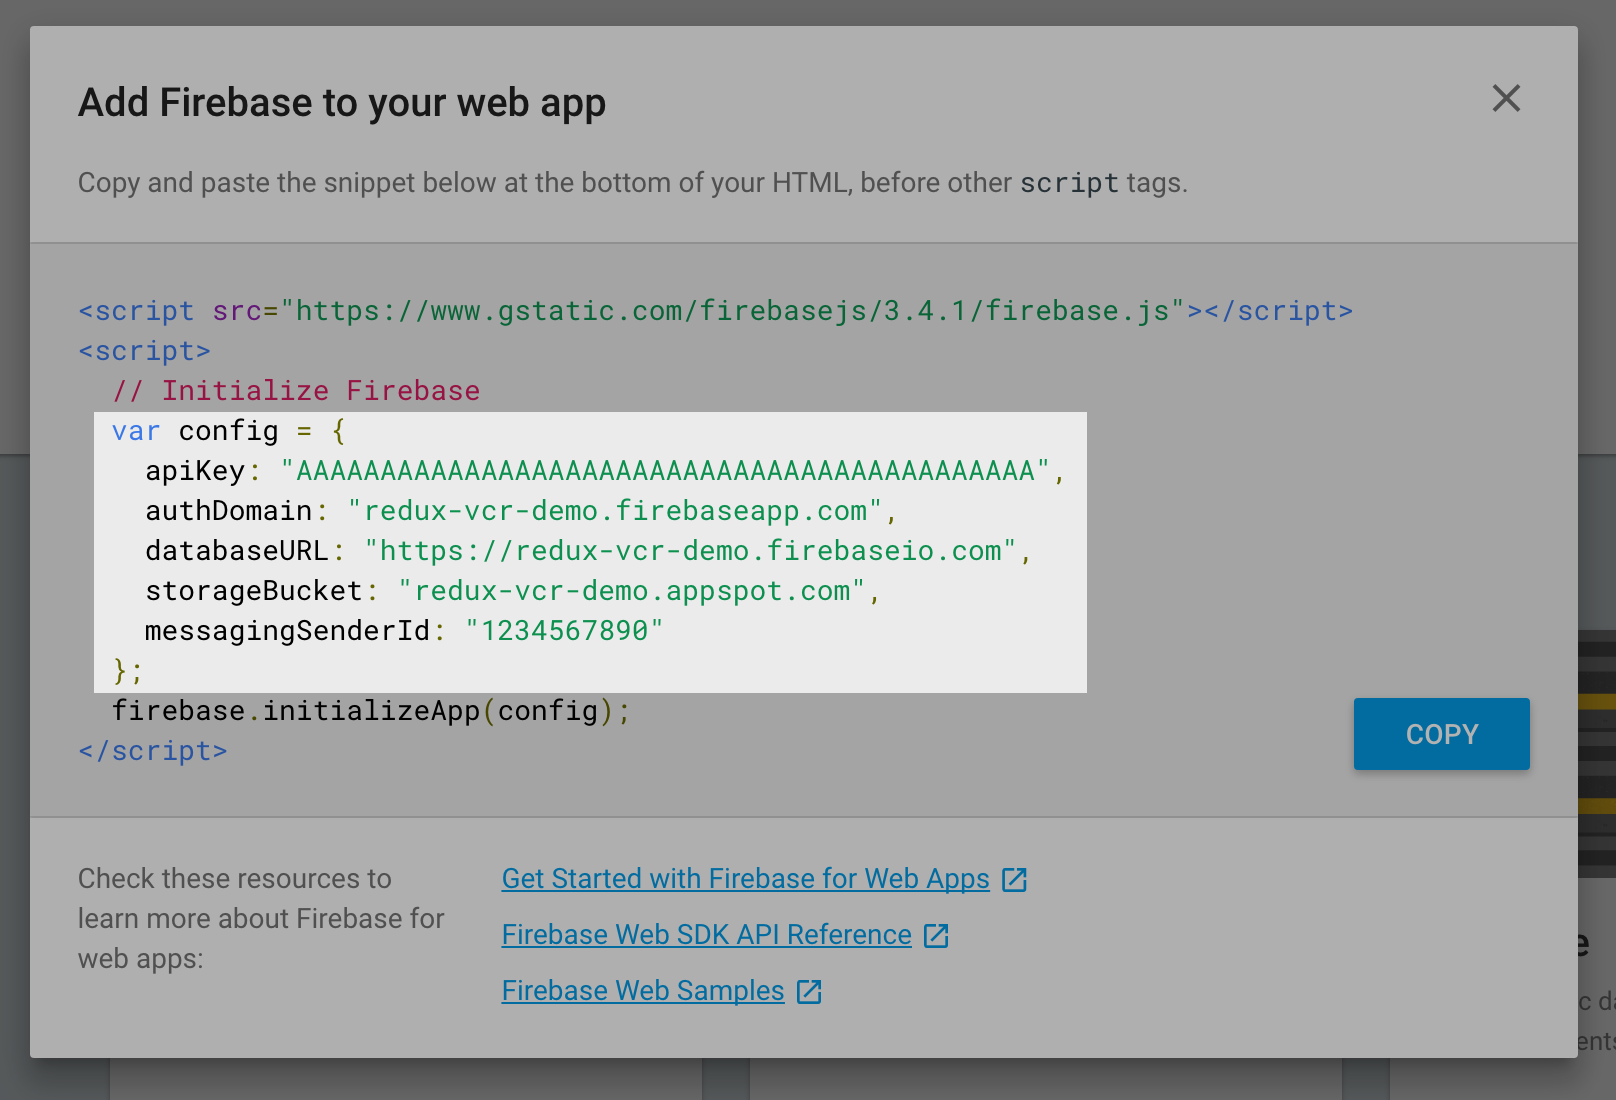 Add Firebase to your web app
Copy and paste the snippet below at the bottom of your HTML, before other script tags.
<script src="https://www.gstatic.com/firebasejs/3.4.1/firebase.js"></script>
<script>
// Initialize Firebase
var config = {
apiKey: "AAAAAAAAAAAAAAAAAAAAAAAAAAAAAAAAAAAAAAAAAAAA",
authDomain: "redux-vcr-demo.firebaseapp.com",
databaseURL: "https://redux-vcr-demo.firebaseio.com",
storageBucket: "redux-vcr-demo.appspot.com",
messagingSenderId: "1234567890"
};
firebase.initializeApp(config);
</script>
COPY
Check these resources to
learn more about Firebase for
web apps:
Get Started with Firebase for Web Apps
Firebase Web SDK API Reference
Firebase Web Samples